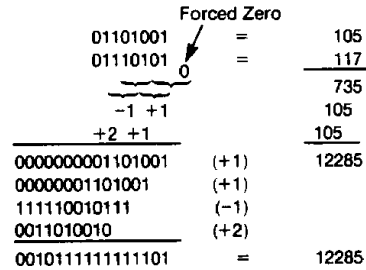 Forced Zero
01101001 = 105
01110101 = 117
0
735
-1 +1 105
+2 +1 105
0000000001101001 (+1) 12285
00000001101001 (+1)
111110010111 (-1)
0011010010 (+2)
0010111111111101 = 12285